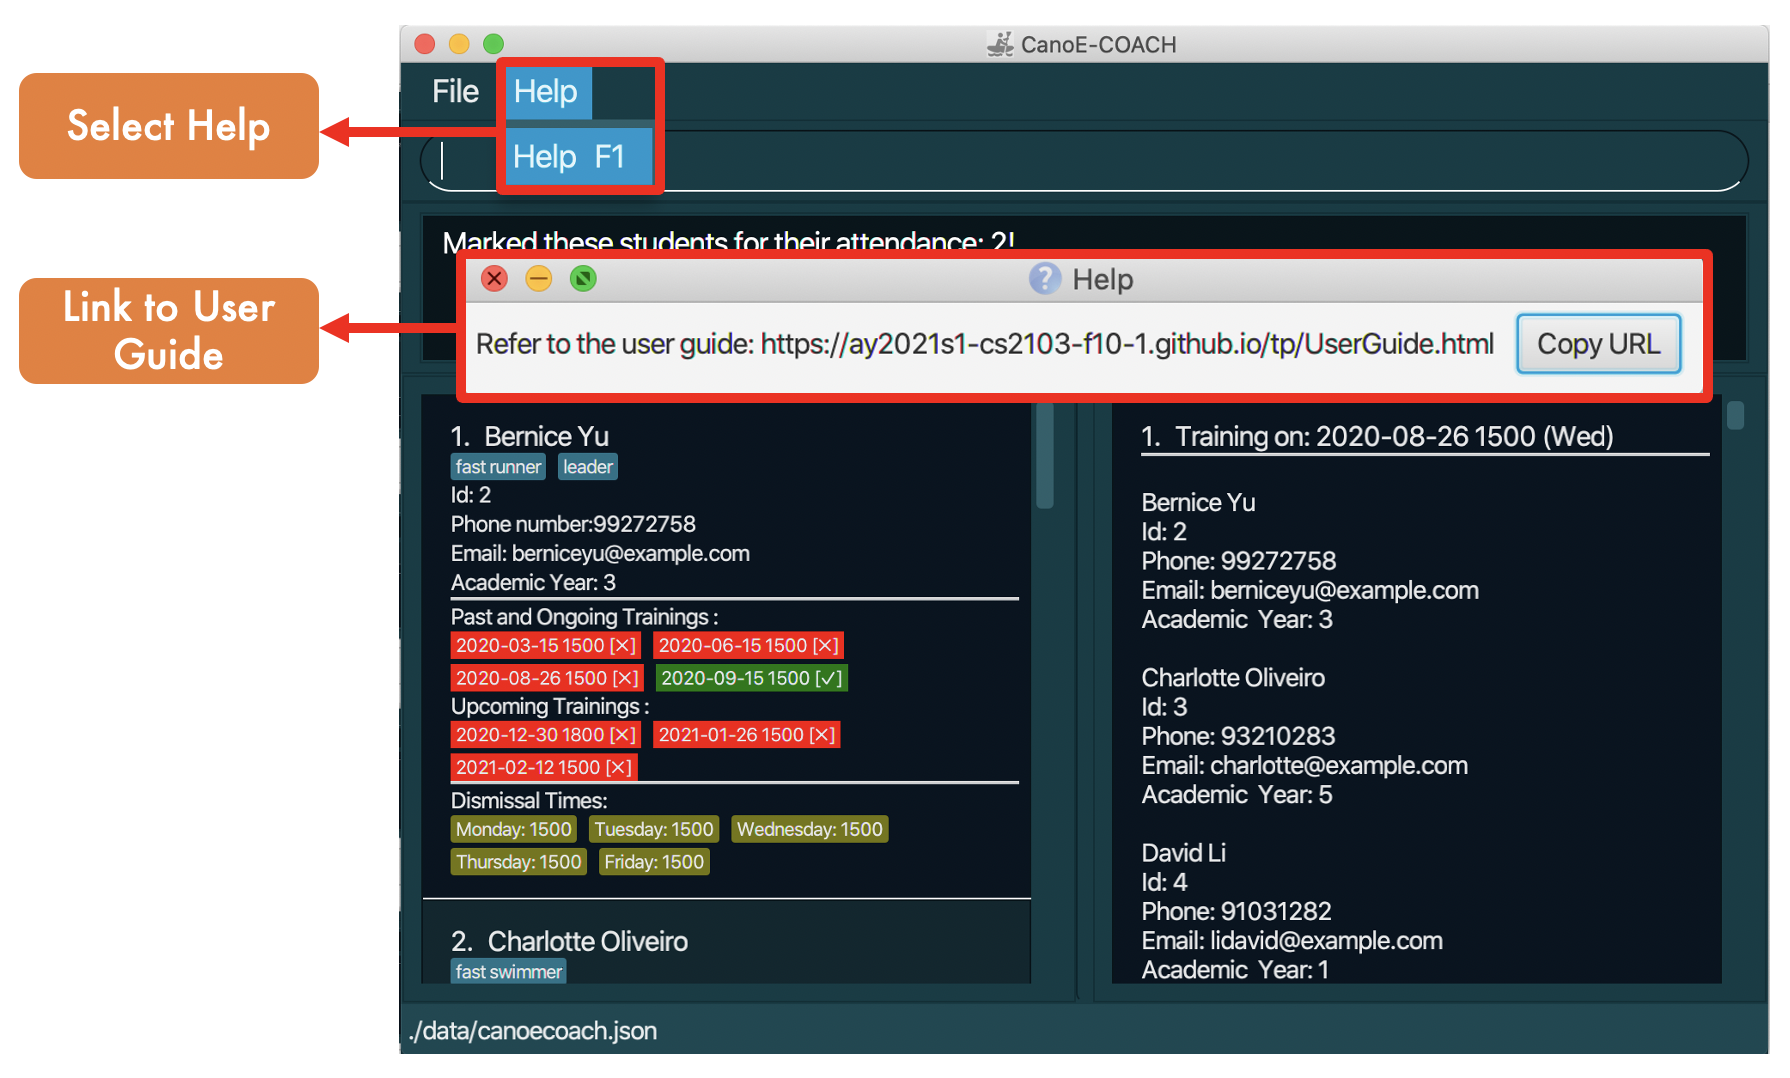 CanoE-COACH
File Help
Select Help
Help F1
Marked these students for their attendance: 2!
Help
Link to User
Guide
Refer to the user guide: https://ay2021s1-cs2103-f10-1.github.io/tp/UserGuide.html Copy URL
1. Bernice Yu
fast runner leader
Id: 2
Phone number:99272758
Email: berniceyu@example.com
Academic Year: 3
Past and Ongoing Trainings :
2020-03-15 1500 [✕] 2020-06-15 1500 [✕]
2020-08-26 1500 [✕] 2020-09-15 1500 [✓]
Upcoming Trainings :
2020-12-30 1800 [✕] 2021-01-26 1500 [✕]
2021-02-12 1500 [✕]
Dismissal Times:
Monday: 1500 Tuesday: 1500 Wednesday: 1500
Thursday: 1500 Friday: 1500
2. Charlotte Oliveiro
fast swimmer
1. Training on: 2020-08-26 1500 (Wed)
Bernice Yu
Id: 2
Phone: 99272758
Email: berniceyu@example.com
Academic Year: 3
Charlotte Oliveiro
Id: 3
Phone: 93210283
Email: charlotte@example.com
Academic Year: 5
David Li
Id: 4
Phone: 91031282
Email: lidavid@example.com
Academic Year: 1
./data/canoecoach.json